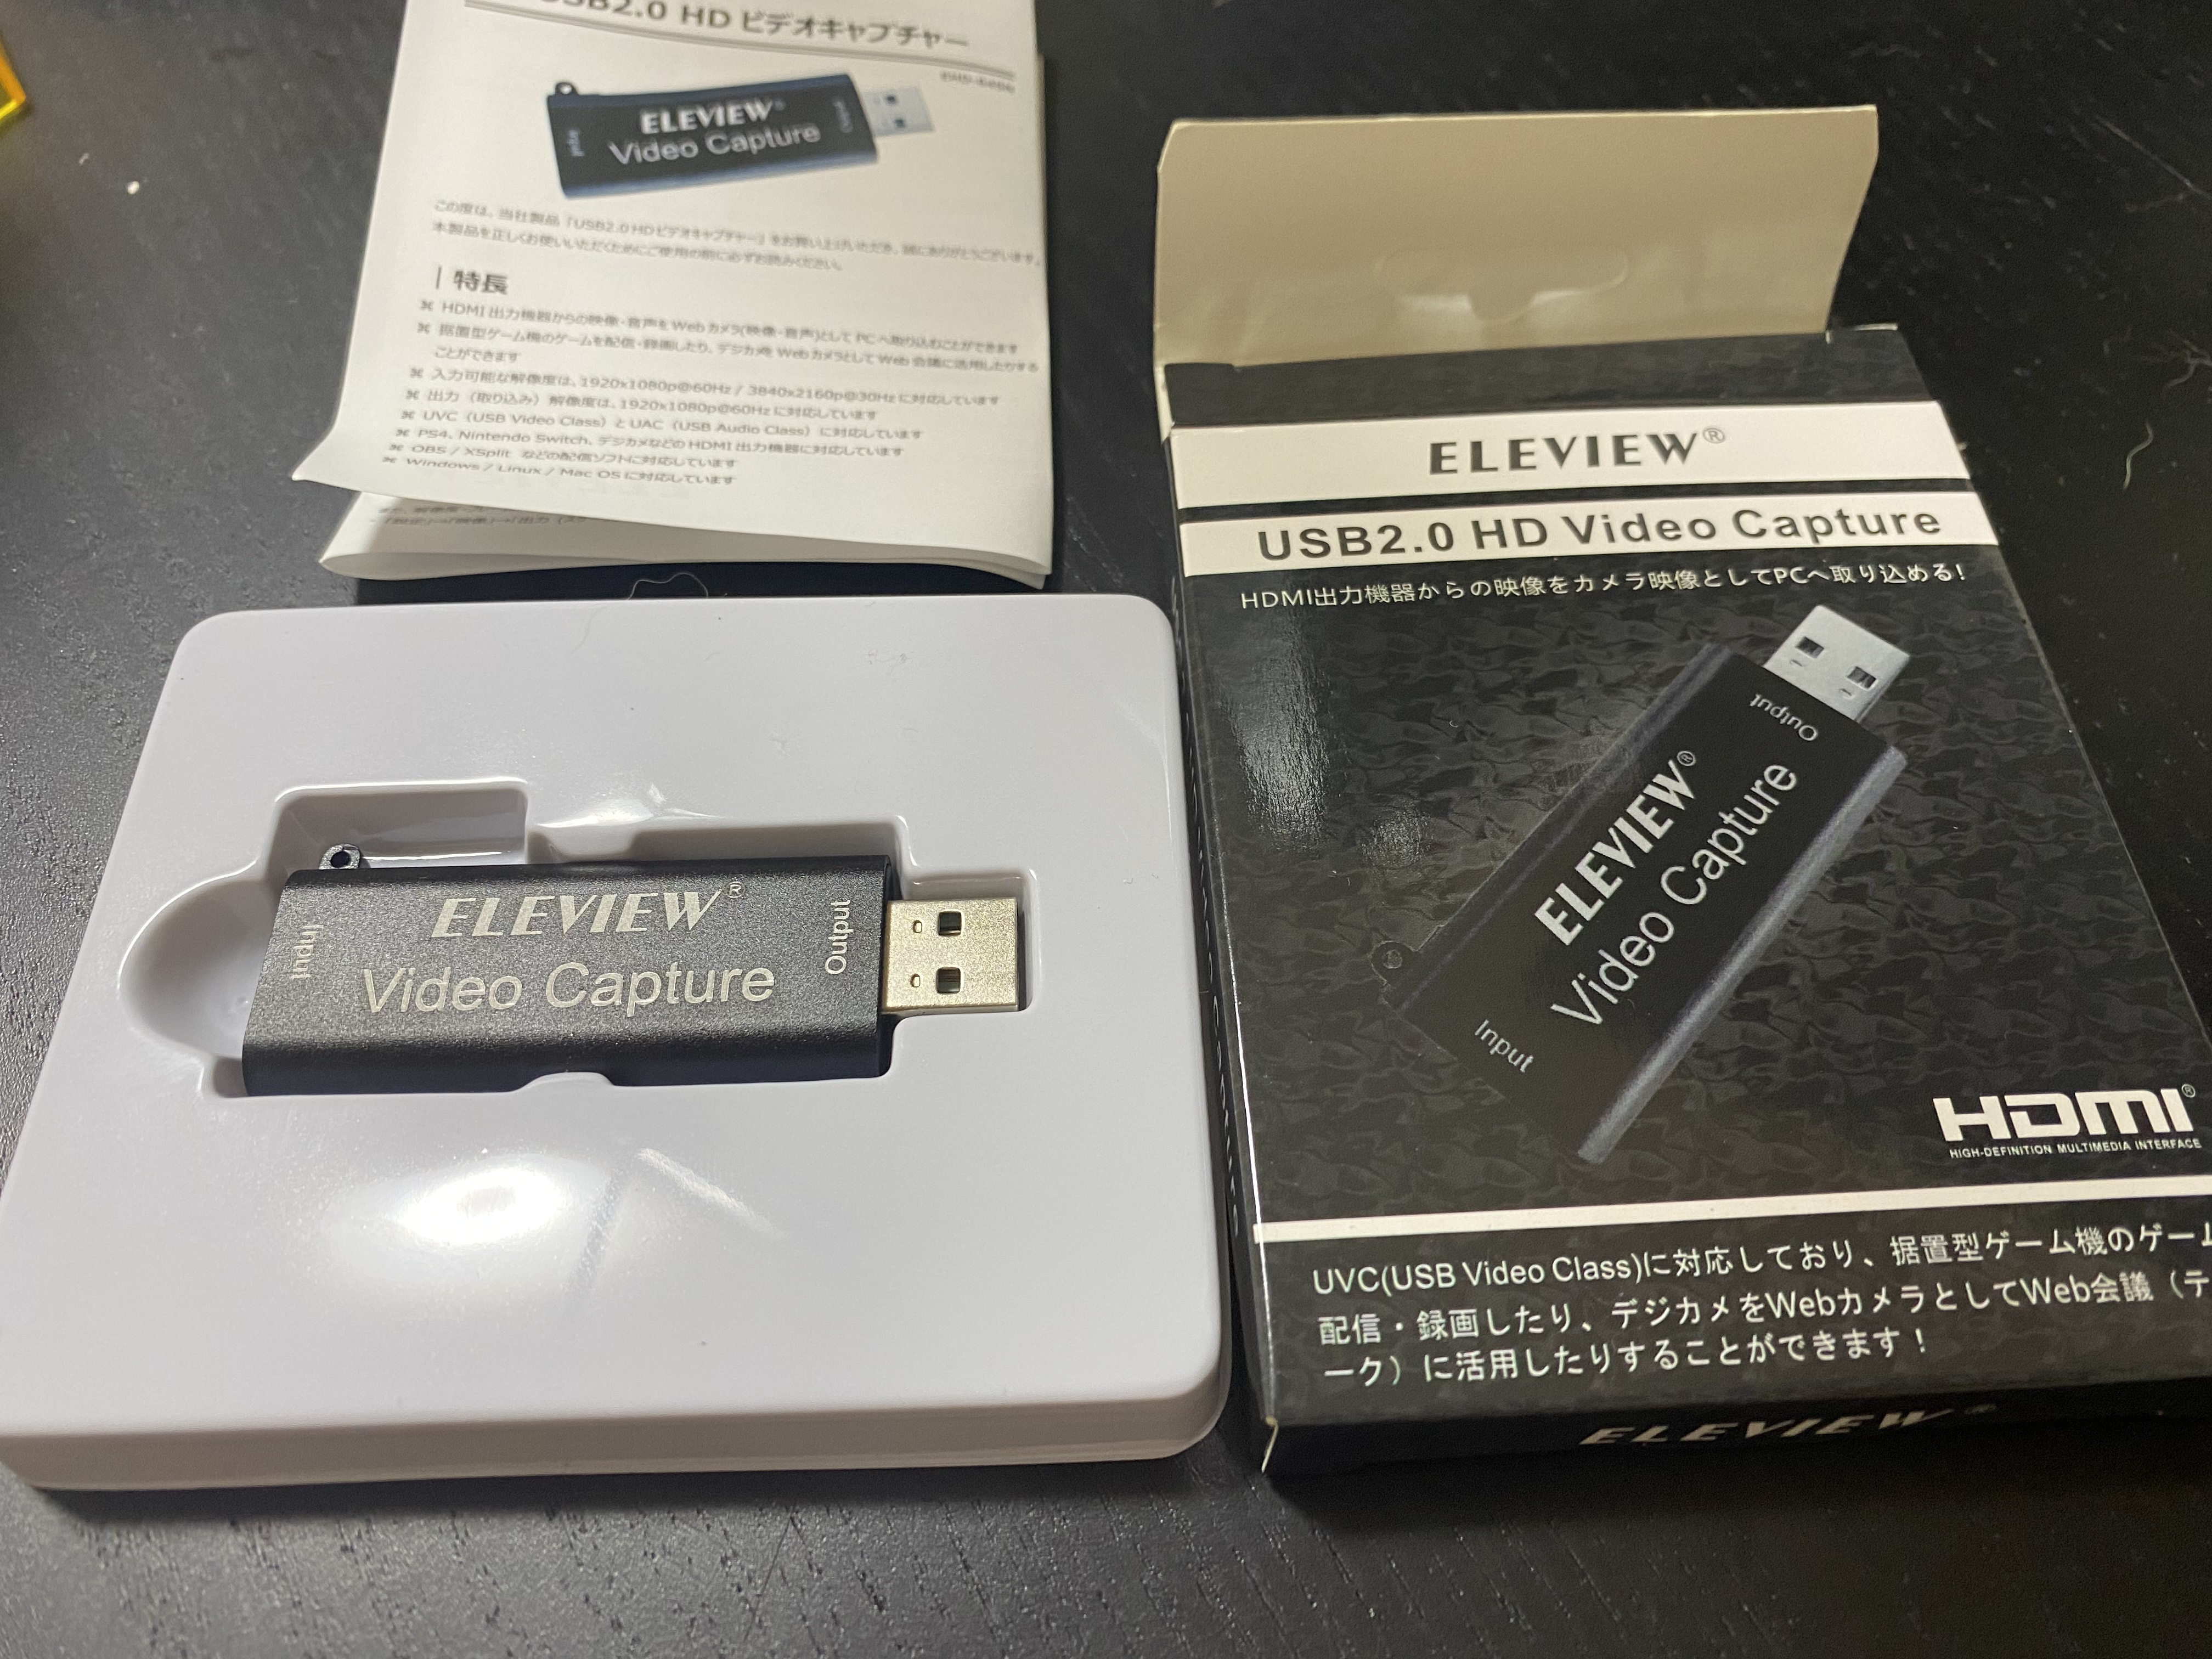 USB2.0 HD ビデオキャプチャー
ELEVIEW
Video Capture
Input
Output
この度は、当社製品「USB2.0 HDビデオキャプチャー」をお買い上げいただき、誠にありがとうございます。
本製品を正しくお使いいただくためにご使用の前に必ずお読みください。
特長
⌘ HDMI 出力機器からの映像・音声を Web カメラ(映像・音声)として PC へ取り込むことができます
⌘ 据置型ゲーム機のゲームを配信・録画したり、デジカメを Web カメラとして Web 会議に活用したりする
ことができます
⌘ 入力可能な解像度は、1920x1080p@60Hz / 3840x2160p@30Hz に対応しています
⌘ 出力（取り込み）解像度は、1920x1080p@60Hz に対応しています
⌘ UVC（USB Video Class）と UAC（USB Audio Class）に対応しています
⌘ PS4、Nintendo Switch、デジカメなどの HDMI 出力機器に対応しています
⌘ OBS / XSplit などの配信ソフトに対応しています
⌘ Windows / Linux / Mac OS に対応しています
ELEVIEW®
Video Capture
Input
Output
ELEVIEW®
USB2.0 HD Video Capture
HDMI出力機器からの映像をカメラ映像としてPCへ取り込める!
Output
ELEVIEW®
Video Capture
Input
HDMI®
HIGH-DEFINITION MULTIMEDIA INTERFACE
UVC(USB Video Class)に対応しており、据置型ゲーム機のゲーム
配信・録画したり、デジカメをWebカメラとしてWeb会議（テ
ーク）に活用したりすることができます！
ELEVIEW®